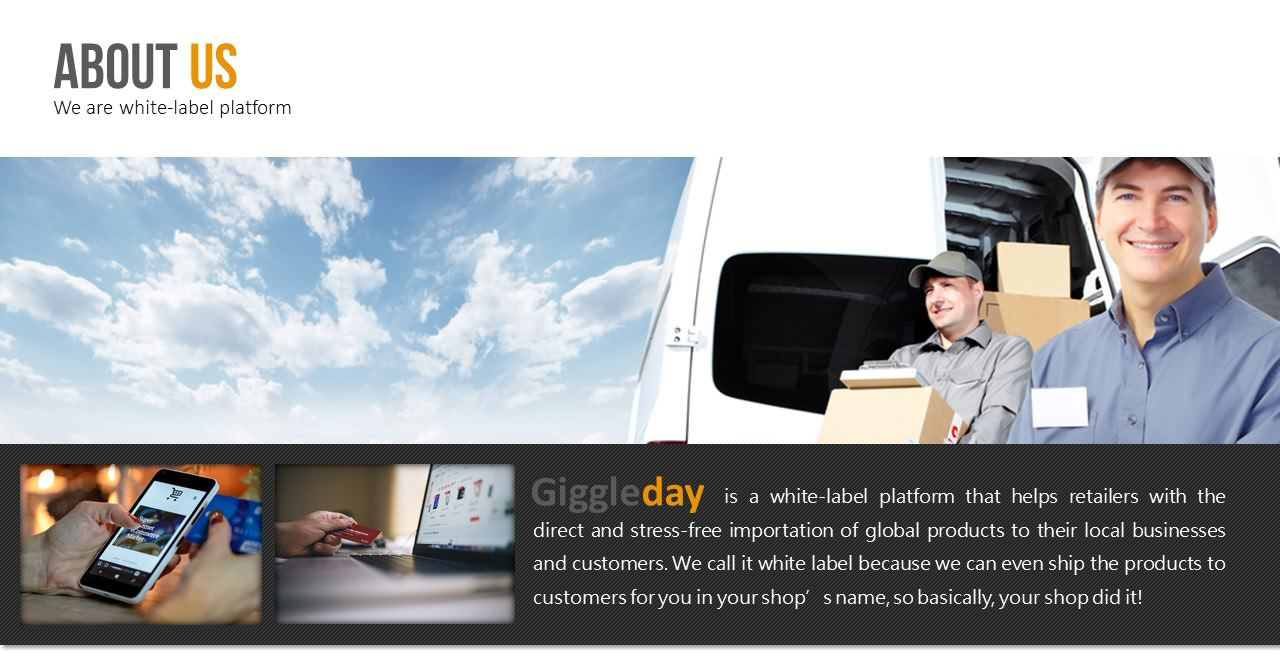 ABOUT US
We are white-label platform
Giggleday is a white-label platform that helps retailers with the
direct and stress-free importation of global products to their local businesses
and customers. We call it white label because we can even ship the products to
customers for you in your shop’s name, so basically, your shop did it!